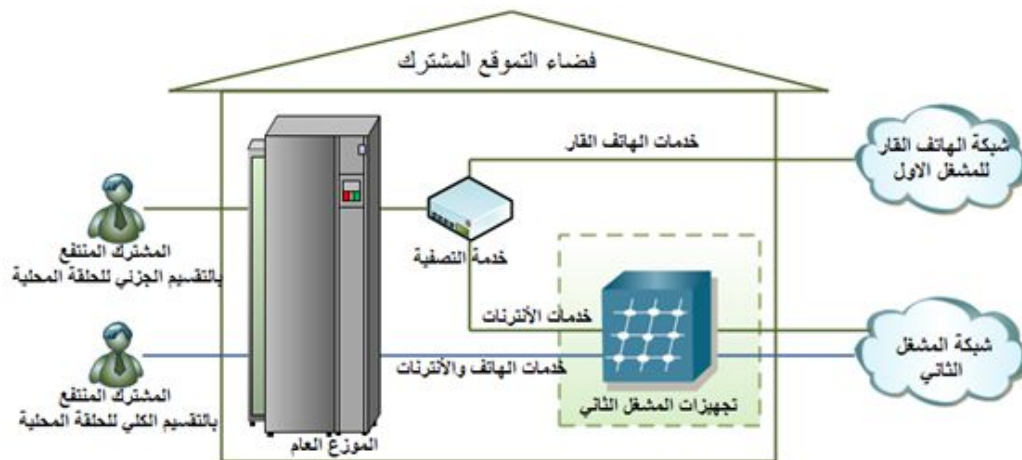 فضاء التموقع المشترك
خدمات الهاتف القار
شبكة الهاتف القار
للمشغل الاول
المشترك المنتفع
بالتقسيم الجزئي للحلقة المحلية
خدمة التصفية
خدمات الأنترنات
شبكة المشغل
الثاني
خدمات الهاتف والأنترنات
المشترك المنتفع
بالتقسيم الكلي للحلقة المحلية
تجهيزات المشغل الثاني
الموزع العام